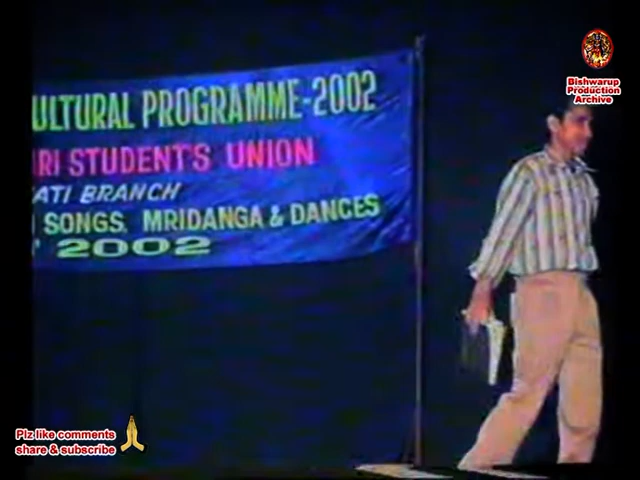 ULTURAL PROGRAMME-2002
IRI STUDENT'S UNION
ATI BRANCH
SONGS, MRIDANGA & DANCES
2002
Bishwarup
Production
Archive
Plz like comments
share & subscribe